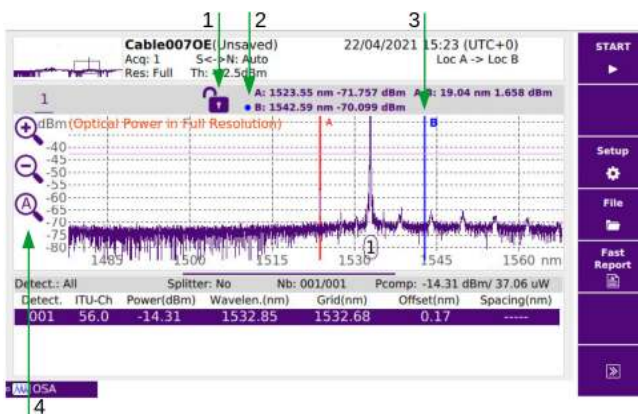 1 2 3
Cable007OE(Unsaved) 22/04/2021 15:23 (UTC+0)
Acq: 1 S<->N: Auto Loc A -> Loc B
Res: Full Th: 2.5dBm
START
1
A: 1523.55 nm -71.757 dBm A-B: 19.04 nm 1.658 dBm
B: 1542.59 nm -70.099 dBm
dBm (Optical Power in Full Resolution) A B
-40
-45
-50
-55
-60
-65
-70
-75
-80
A
1
1485 1500 1515 1530 1545 1560 nm
Setup
File
Fast
Report
Detect.: All Splitter: No Nb: 001/001 Pcomp: -14.31 dBm/ 37.06 uW
Detect. ITU-Ch Power(dBm) Wavelen.(nm) Grid(nm) Offset(nm) Spacing(nm)
001 56.0 -14.31 1532.85 1532.68 0.17 -----
OSA
4